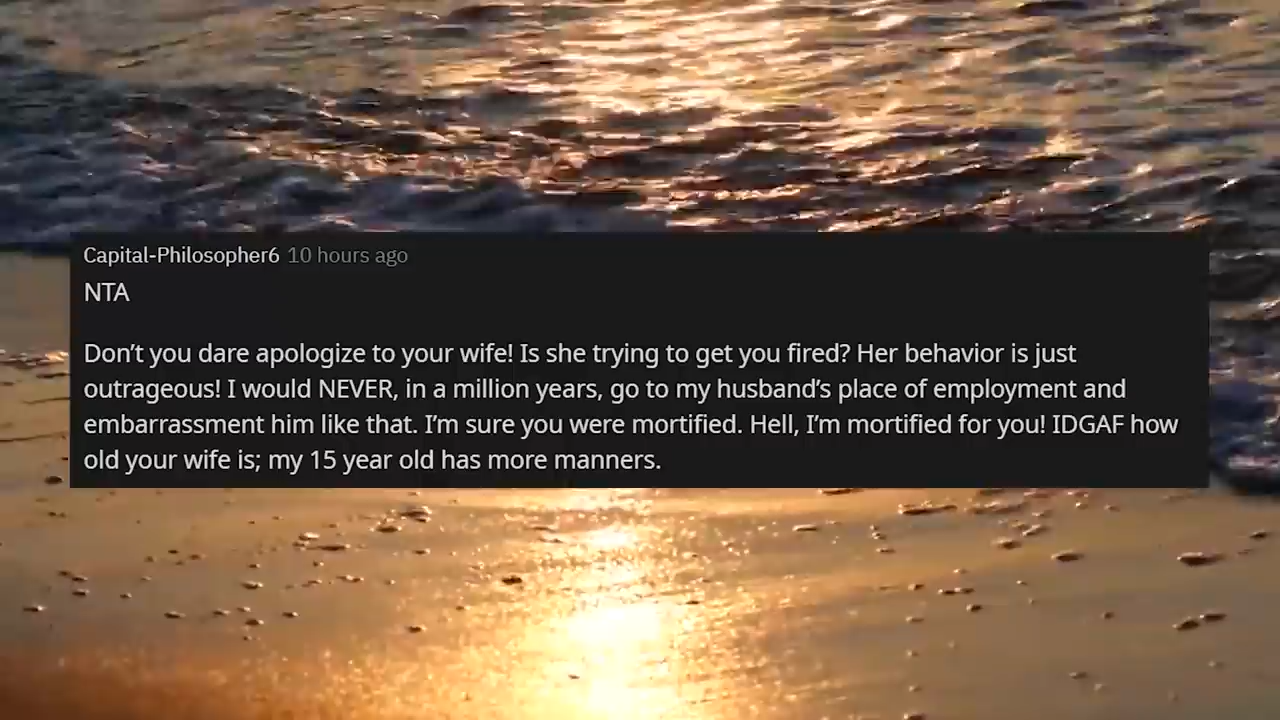 Capital-Philosopher6 10 hours ago
NTA
Don’t you dare apologize to your wife! Is she trying to get you fired? Her behavior is just
outrageous! I would NEVER, in a million years, go to my husband’s place of employment and
embarrassment him like that. I’m sure you were mortified. Hell, I’m mortified for you! IDGAF how
old your wife is; my 15 year old has more manners.